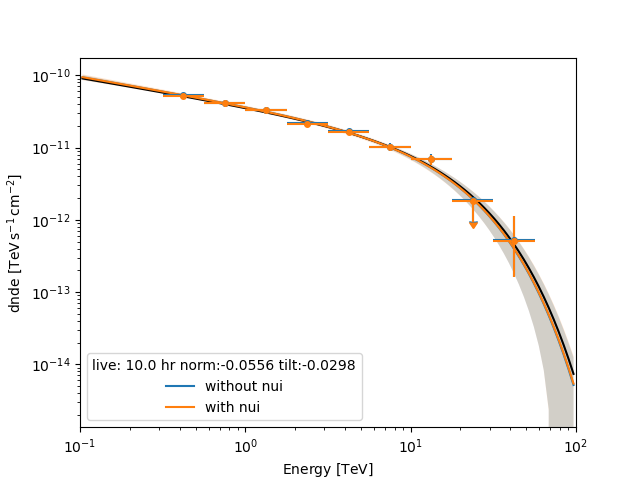 10⁻¹⁰
10⁻¹¹
10⁻¹²
10⁻¹³
10⁻¹⁴
dnde [TeV s⁻¹ cm⁻²]
live: 10.0 hr norm:-0.0556 tilt:-0.0298
without nui
with nui
10⁻¹ 10⁰ 10¹ 10²
Energy [TeV]